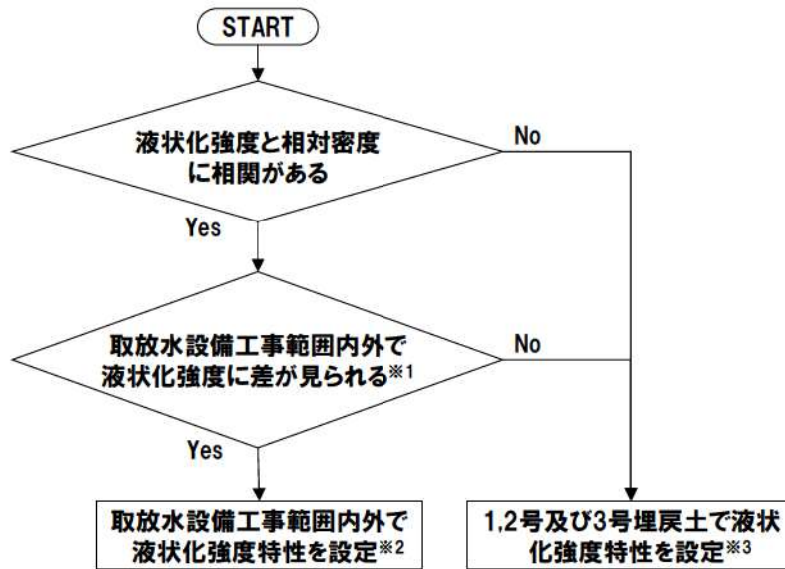 START
液状化強度と相対密度
に相関がある
No
Yes
取放水設備工事範囲内外で
液状化強度に差が見られる※1
No
Yes
取放水設備工事範囲内外で
液状化強度特性を設定※2
1,2号及び3号埋戻土で液状
化強度特性を設定※3